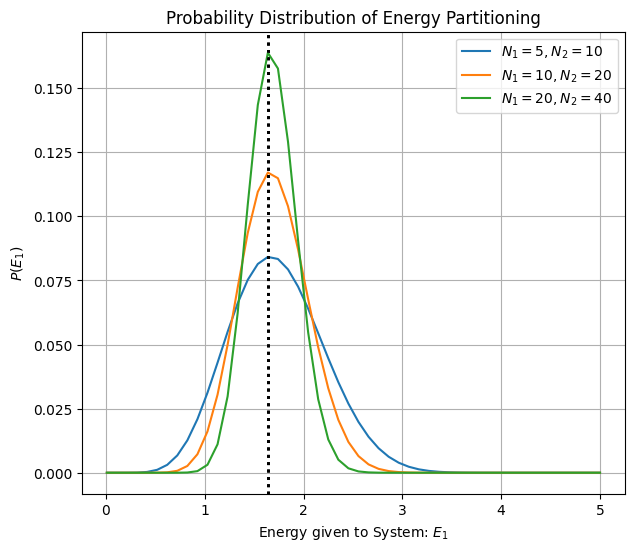 Probability Distribution of Energy Partitioning
N₁ = 5, N₂ = 10
N₁ = 10, N₂ = 20
N₁ = 20, N₂ = 40
0.150
0.125
0.100
0.075
0.050
0.025
0.000
P(E₁)
0 1 2 3 4 5
Energy given to System: E₁